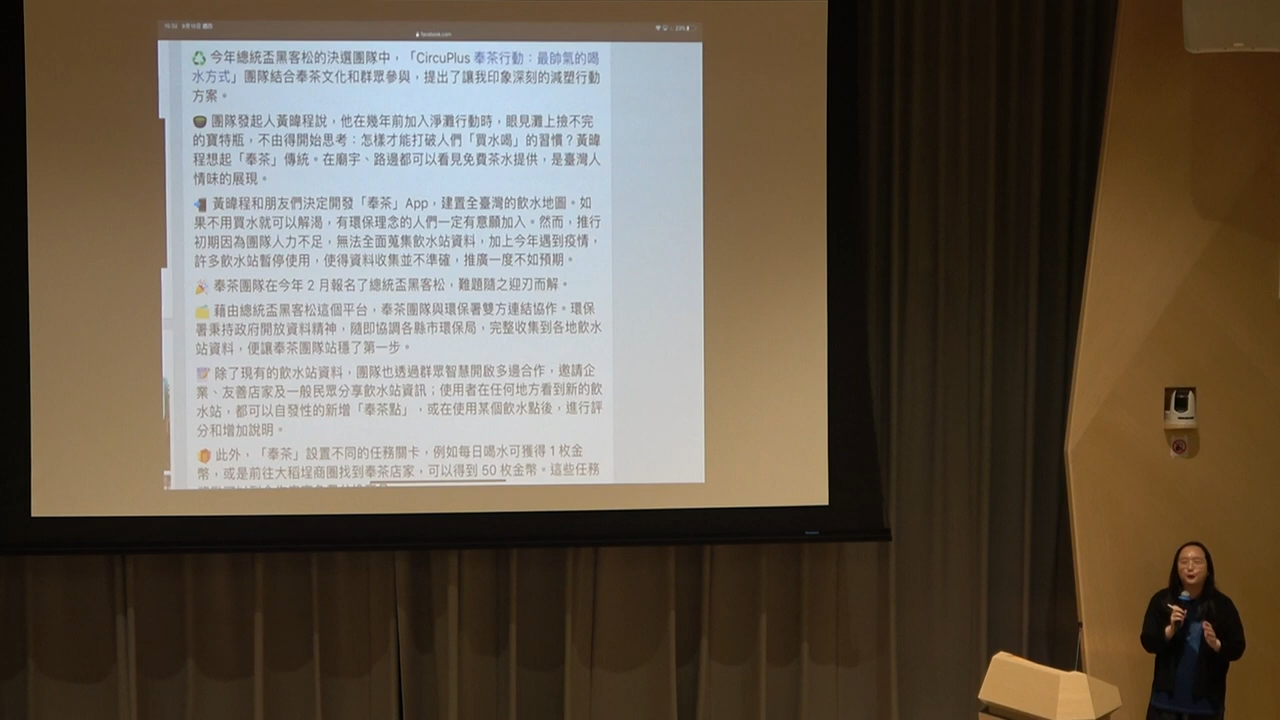 facebook.com
今年總統盃黑客松的決選團隊中，「CircuPlus 奉茶行動：最帥氣的喝
水方式」團隊結合奉茶文化和群眾參與，提出了讓我印象深刻的減塑行動
方案。
團隊發起人黃暐程說，他在幾年前加入淨灘行動時，眼見灘上撿不完
的寶特瓶，不由得開始思考：怎樣才能打破人們「買水喝」的習慣？黃暐
程想起「奉茶」傳統。在廟宇、路邊都可以看見免費茶水提供，是臺灣人
情味的展現。
黃暐程和朋友們決定開發「奉茶」App，建置全臺灣的飲水地圖。如
果不用買水就可以解渴，有環保理念的人們一定有意願加入。然而，推行
初期因為團隊人力不足，無法全面蒐集飲水站資料，加上今年遇到疫情，
許多飲水站暫停使用，使得資料收集並不準確，推廣一度不如預期。
奉茶團隊在今年 2 月報名了總統盃黑客松，難題隨之迎刃而解。
藉由總統盃黑客松這個平台，奉茶團隊與環保署雙方連結協作。環保
署秉持政府開放資料精神，隨即協調各縣市環保局，完整收集到各地飲水
站資料，便讓奉茶團隊站穩了第一步。
除了現有的飲水站資料，團隊也透過群眾智慧開啟多邊合作，邀請企
業、友善店家及一般民眾分享飲水站資訊；使用者在任何地方看到新的飲
水站，都可以自發性的新增「奉茶點」，或在使用某個飲水點後，進行評
分和增加說明。
此外，「奉茶」設置不同的任務關卡，例如每日喝水可獲得 1 枚金
幣，或是前往大稻埕商圈找到奉茶店家，可以得到 50 枚金幣。這些任務